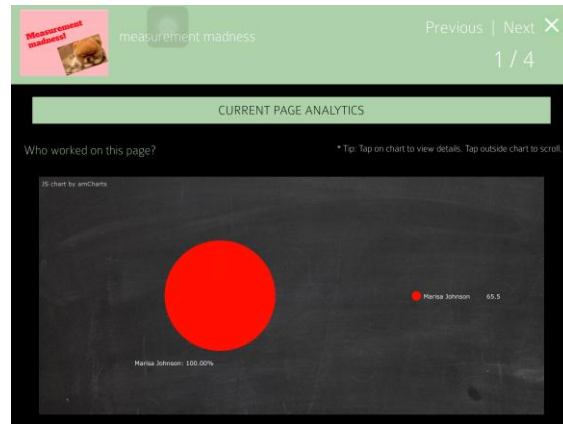 Measurement
madness!
measurement madness
Previous | Next ✕
1 / 4
CURRENT PAGE ANALYTICS
Who worked on this page?
* Tip: Tap on chart to view details. Tap outside chart to scroll.
JS chart by amCharts
Marisa Johnson 65.5
Marisa Johnson: 100.00%